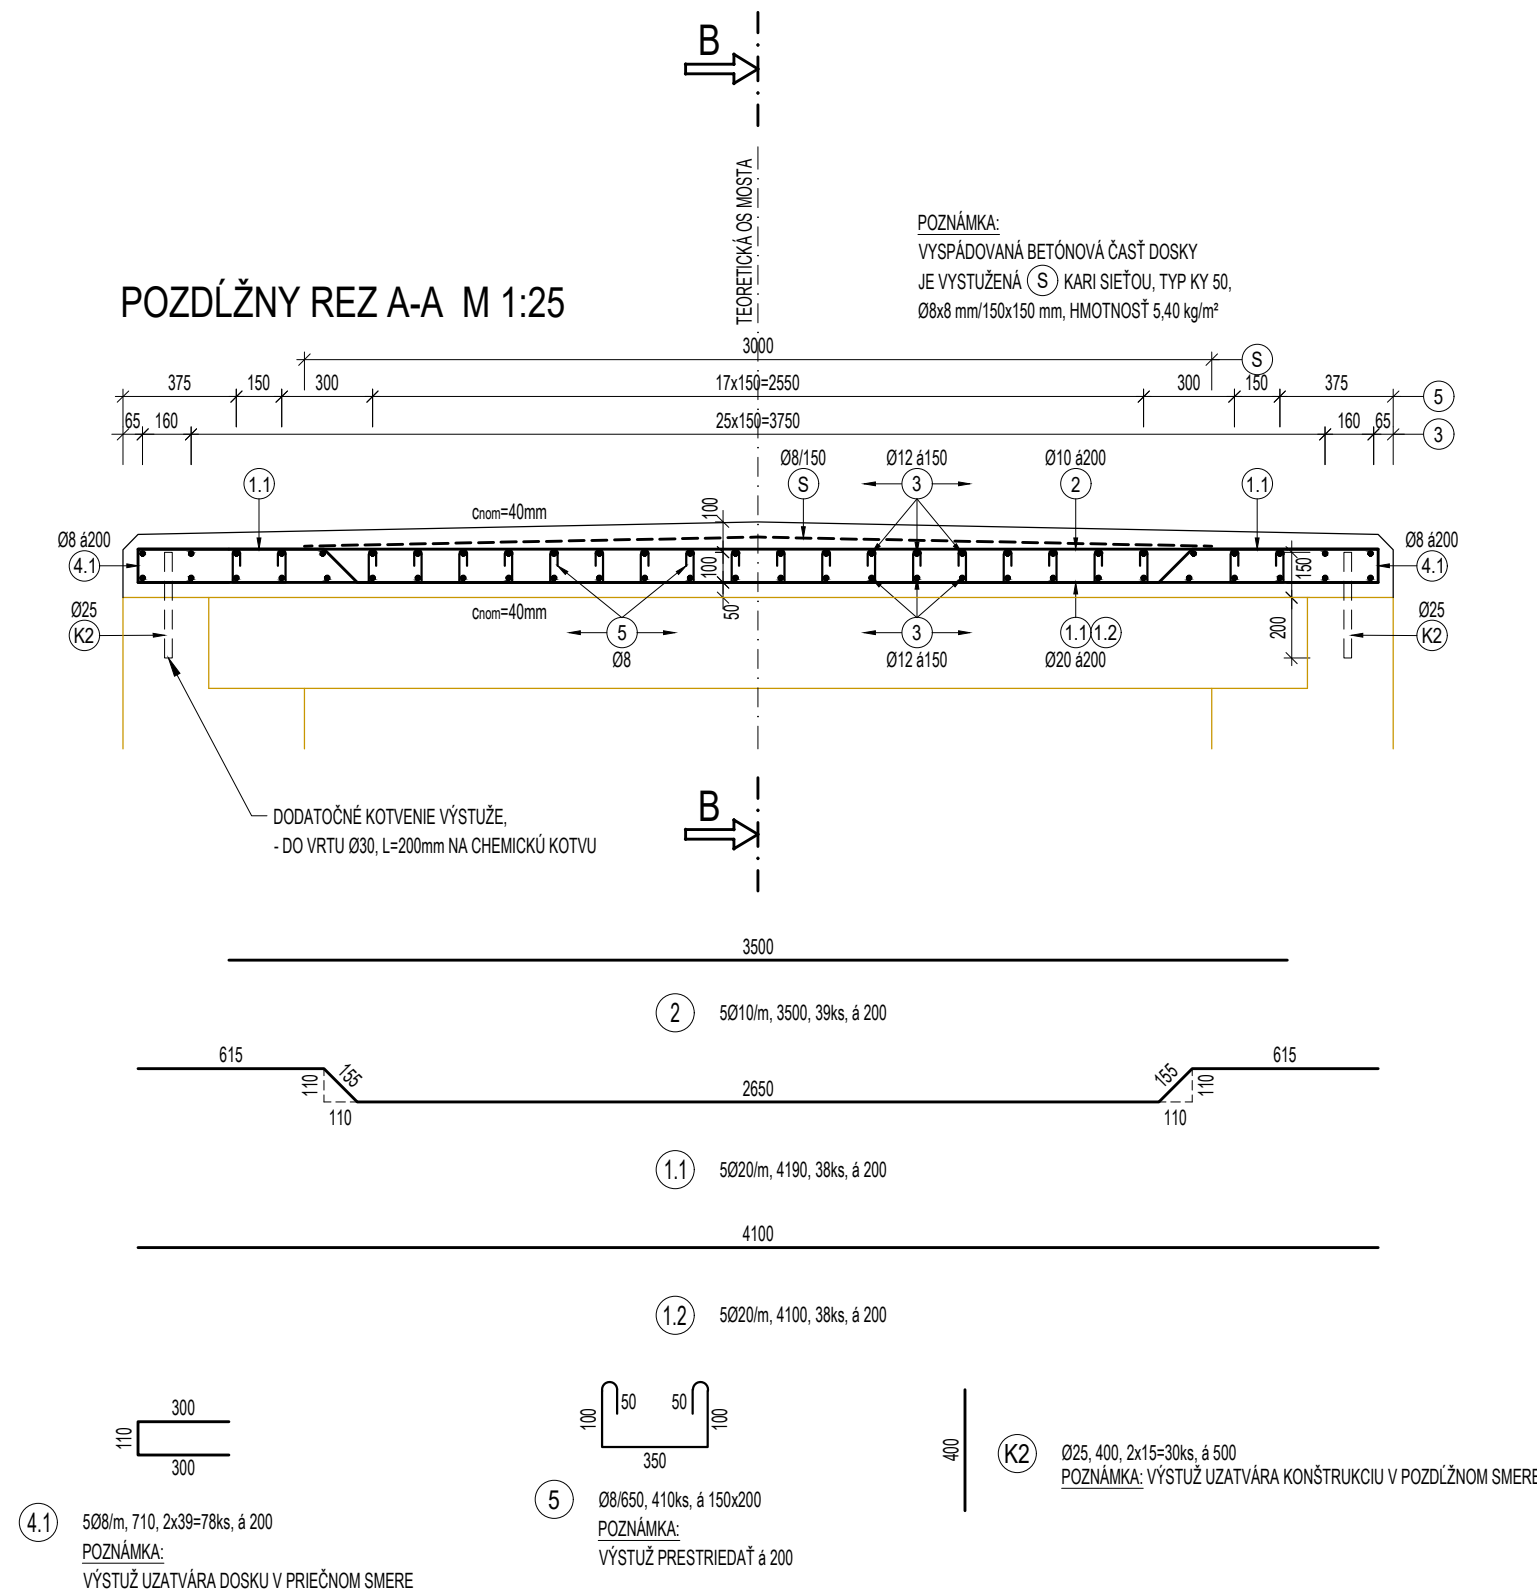 B
TEORETICKÁ OS MOSTA
POZNÁMKA:
VYSPÁDOVANÁ BETÓNOVÁ ČASŤ DOSKY
JE VYSTUŽENÁ S KARI SIEŤOU, TYP KY 50,
Ø8x8 mm/150x150 mm, HMOTNOSŤ 5,40 kg/m²
POZDĹŽNY REZ A-A M 1:25
3000 S
375 150 300 17x150=2550 300 150 375 5
65 160 25x150=3750 160 65 3
Ø8/150 Ø12 á150 Ø10 á200
1.1 S 3 2 1.1
cnom=40mm 100
Ø8 á200 Ø8 á200
4.1 100 150 4.1
cnom=40mm 50
Ø25 200 Ø25
K2 5 3 1.1 1.2 K2
Ø8 Ø12 á150 Ø20 á200
DODATOČNÉ KOTVENIE VÝSTUŽE,
- DO VRTU Ø30, L=200mm NA CHEMICKÚ KOTVU
B
3500
2 5Ø10/m, 3500, 39ks, á 200
615 155 110 110 2650 155 110 110 615
1.1 5Ø20/m, 4190, 38ks, á 200
4100
1.2 5Ø20/m, 4100, 38ks, á 200
300
110
300
4.1 5Ø8/m, 710, 2x39=78ks, á 200
POZNÁMKA:
VÝSTUŽ UZATVÁRA DOSKU V PRIEČNOM SMERE
50 50
100 100
350
5 Ø8/650, 410ks, á 150x200
POZNÁMKA:
VÝSTUŽ PRESTRIEDAŤ á 200
400
K2 Ø25, 400, 2x15=30ks, á 500
POZNÁMKA: VÝSTUŽ UZATVÁRA KONŠTRUKCIU V POZDĹŽNOM SMERE